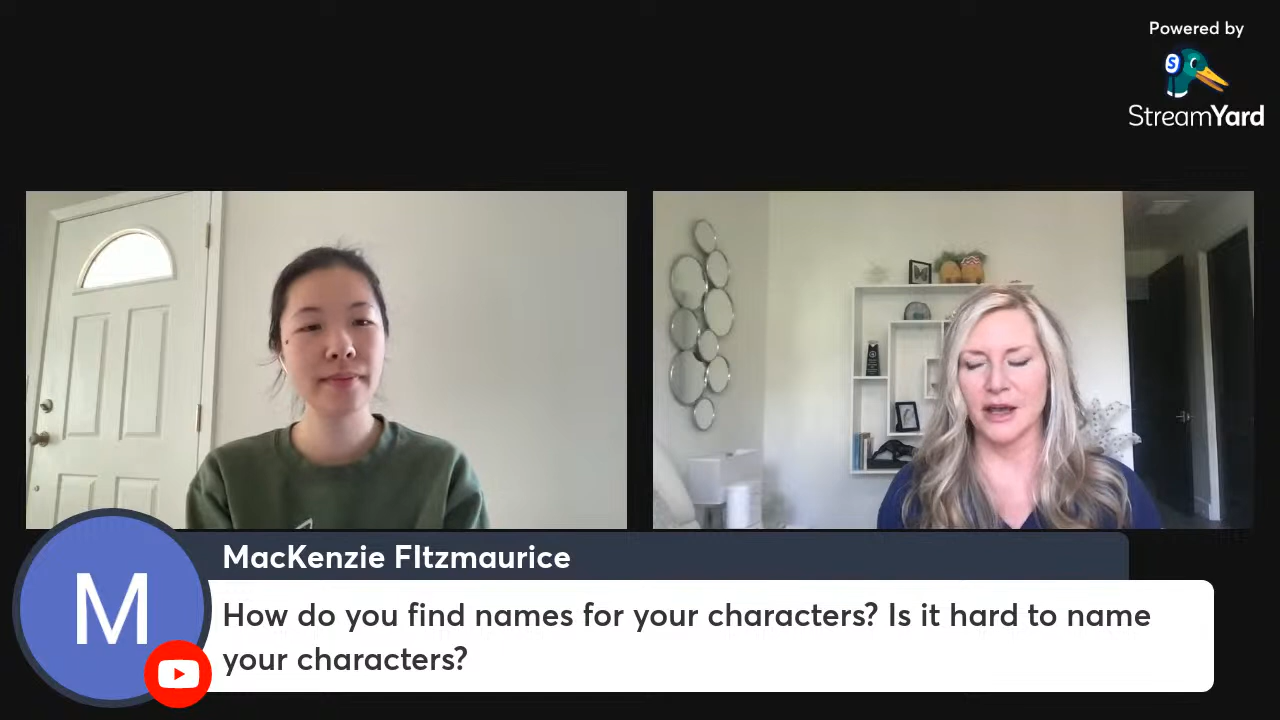 Powered by
S
StreamYard
MacKenzie FItzmaurice
M
How do you find names for your characters? Is it hard to name
your characters?